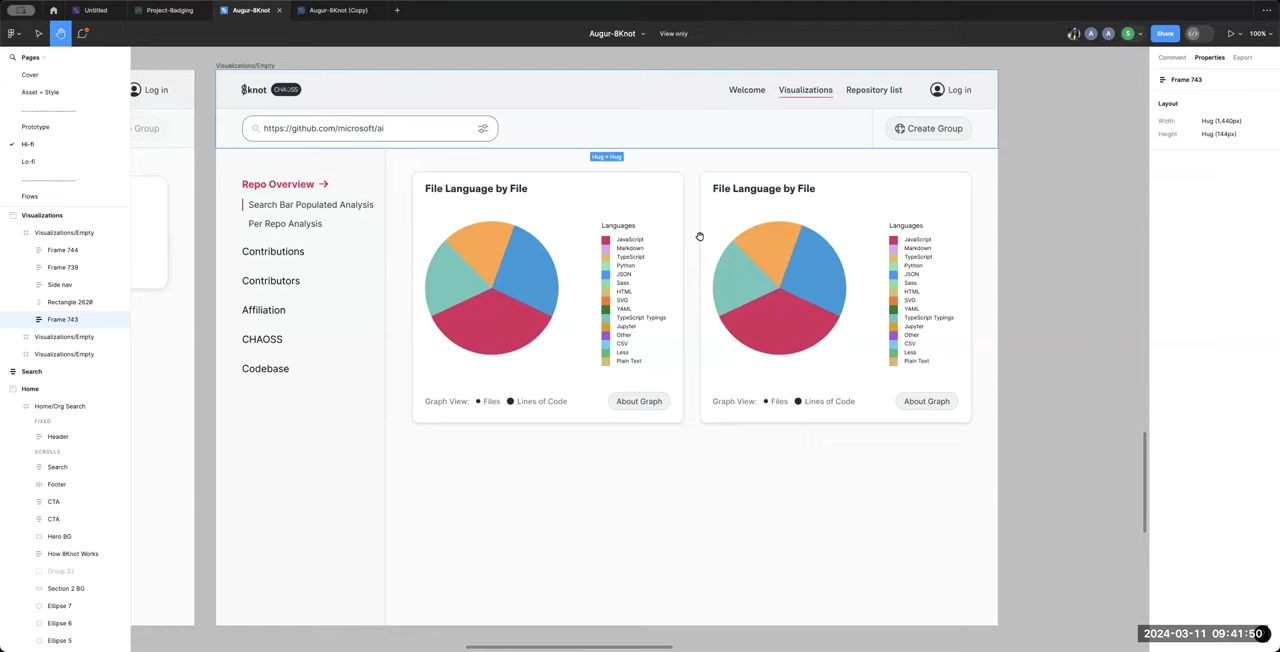 Untitled
Project-Badging
Augur-8Knot
Augur-8Knot (Copy)
Augur-8Knot
View only
A
A
S
Share
100%
Pages
Cover
Asset + Style
Prototype
Hi-fi
Lo-fi
Flows
Visualizations
Visualizations/Empty
Frame 744
Frame 739
Side nav
Rectangle 2620
Frame 743
Visualizations/Empty
Visualizations/Empty
Search
Home
Home/Org Search
FIXED
Header
SCROLLS
Search
Footer
CTA
CTA
Hero BG
How 8Knot Works
Group 23
Section 2 BG
Ellipse 7
Ellipse 6
Ellipse 5
Log in
e Group
Visualizations/Empty
8knot CHAOSS
Welcome
Visualizations
Repository list
Log in
https://github.com/microsoft/ai
Create Group
Hug × Hug
Repo Overview →
Search Bar Populated Analysis
Per Repo Analysis
Contributions
Contributors
Affiliation
CHAOSS
Codebase
File Language by File
Languages
JavaScript
Markdown
TypeScript
Python
JSON
Sass
HTML
SVG
YAML
TypeScript Typings
Jupyter
Other
CSV
Less
Plain Text
Graph View: Files Lines of Code
About Graph
File Language by File
Languages
JavaScript
Markdown
TypeScript
Python
JSON
Sass
HTML
SVG
YAML
TypeScript Typings
Jupyter
Other
CSV
Less
Plain Text
Graph View: Files Lines of Code
About Graph
Comment
Properties
Export
Frame 743
Layout
Width Hug (1,440px)
Height Hug (144px)
2024-03-11 09:41:50